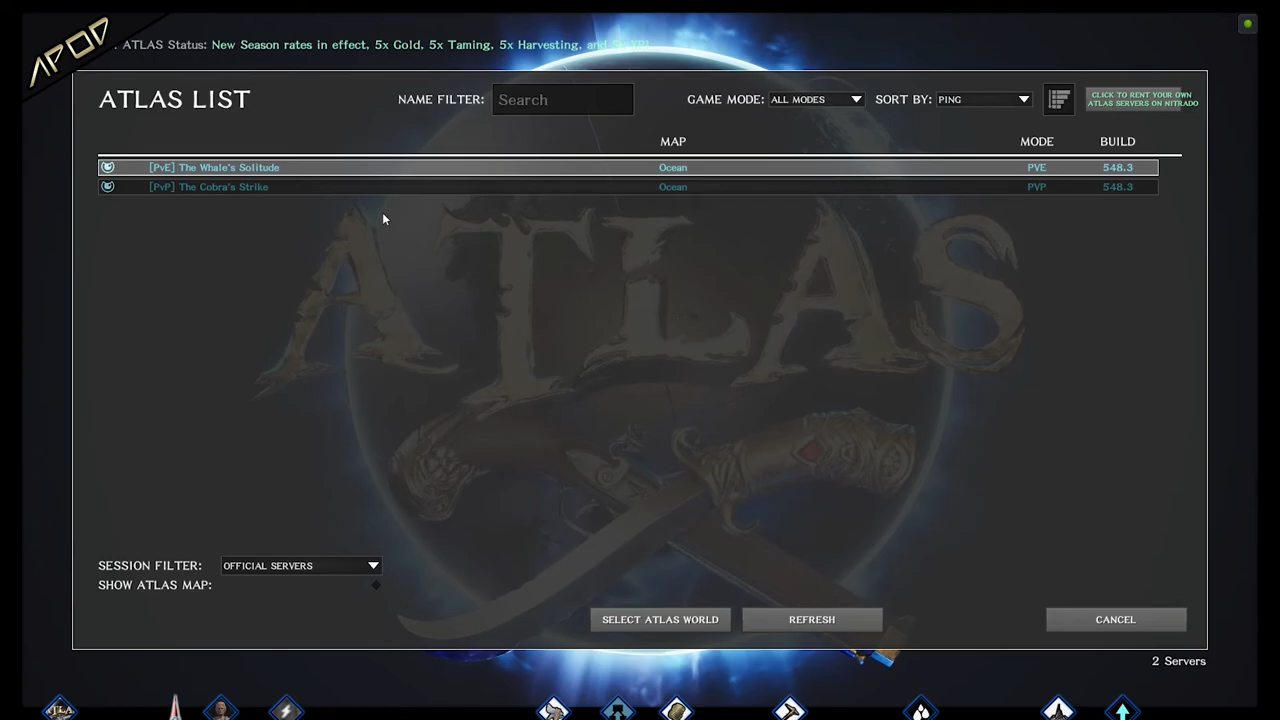 APOD
ATLAS Status: New Season rates in effect, 5x Gold, 5x Taming, 5x Harvesting, and
ATLAS LIST
NAME FILTER: Search
GAME MODE: ALL MODES
SORT BY: PING
CLICK TO RENT YOUR OWN
ATLAS SERVERS ON NITRADO
MAP MODE BUILD
[PvE] The Whale's Solitude Ocean PVE 548.3
[PvP] The Cobra's Strike Ocean PVP 548.3
ATLAS
SESSION FILTER: OFFICIAL SERVERS
SHOW ATLAS MAP:
SELECT ATLAS WORLD REFRESH CANCEL
2 Servers